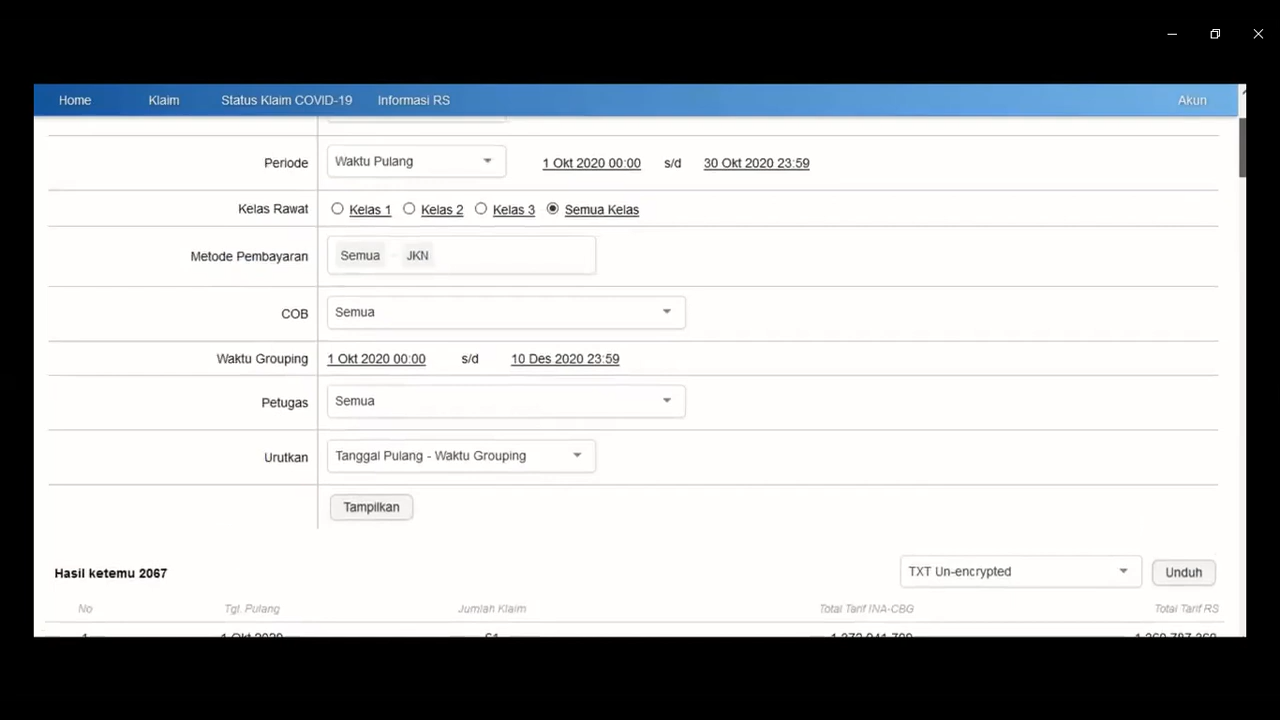 Home Klaim Status Klaim COVID-19 Informasi RS Akun
Periode Waktu Pulang 1 Okt 2020 00:00 s/d 30 Okt 2020 23:59
Kelas Rawat Kelas 1 Kelas 2 Kelas 3 Semua Kelas
Metode Pembayaran Semua JKN
COB Semua
Waktu Grouping 1 Okt 2020 00:00 s/d 10 Des 2020 23:59
Petugas Semua
Urutkan Tanggal Pulang - Waktu Grouping
Tampilkan
Hasil ketemu 2067 TXT Un-encrypted Unduh
No Tgl. Pulang Jumlah Klaim Total Tarif INA-CBG Total Tarif RS
1 1 Okt 2020